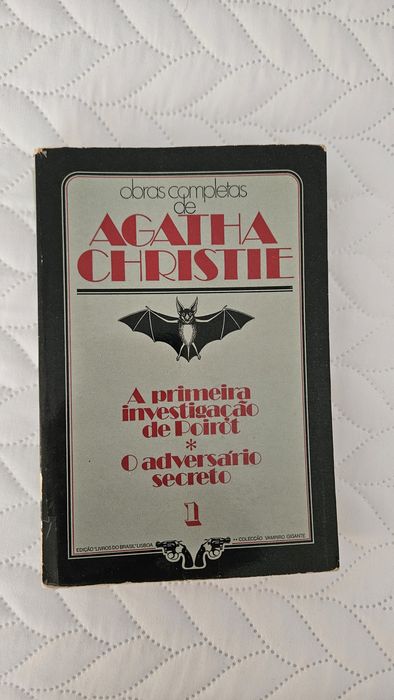 obras completas
de
AGATHA
CHRISTIE
A primeira
investigação
de Poirot
*
O adversário
secreto
1
EDIÇÃO "LIVROS DO BRASIL" LISBOA
** COLECÇÃO VAMPIRO GIGANTE